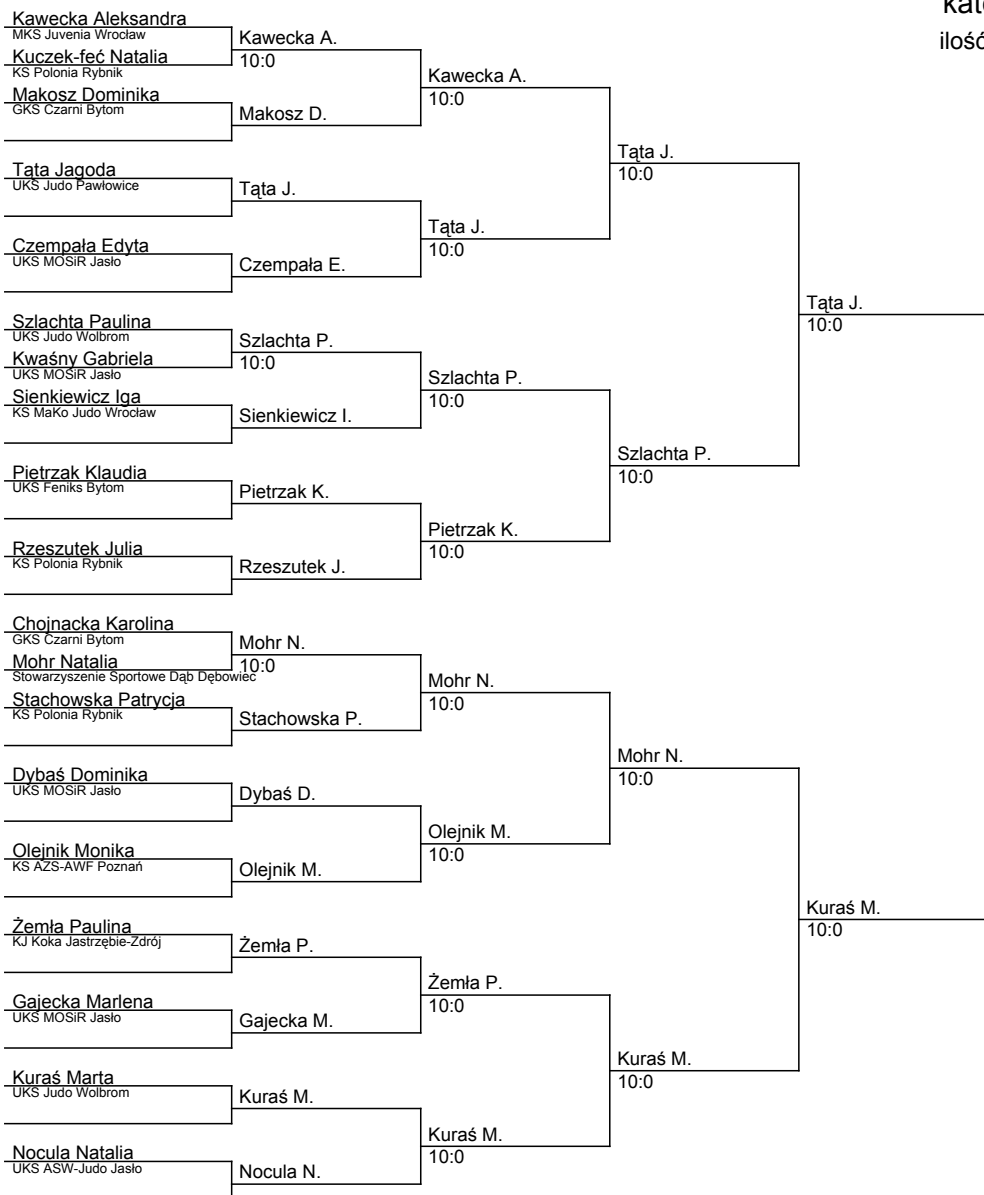 kat
ilość
Kawecka Aleksandra
MKS Juvenia Wrocław
Kuczek-feć Natalia
KS Polonia Rybnik
Makosz Dominika
GKS Czarni Bytom
Tąta Jagoda
UKS Judo Pawłowice
Czempała Edyta
UKS MOSiR Jasło
Szlachta Paulina
UKS Judo Wolbrom
Kwaśny Gabriela
UKS MOSiR Jasło
Sienkiewicz Iga
KS MaKo Judo Wrocław
Pietrzak Klaudia
UKS Feniks Bytom
Rzeszutek Julia
KS Polonia Rybnik
Chojnacka Karolina
GKS Czarni Bytom
Mohr Natalia
Stowarzyszenie Sportowe Dąb Dębowiec
Stachowska Patrycja
KS Polonia Rybnik
Dybaś Dominika
UKS MOSiR Jasło
Olejnik Monika
KS AZS-AWF Poznań
Żemła Paulina
KJ Koka Jastrzębie-Zdrój
Gajecka Marlena
UKS MOSiR Jasło
Kuraś Marta
UKS Judo Wolbrom
Nocula Natalia
UKS ASW-Judo Jasło
Kawecka A.
10:0
Makosz D.
Tąta J.
Czempała E.
Szlachta P.
10:0
Sienkiewicz I.
Pietrzak K.
Rzeszutek J.
Mohr N.
10:0
Stachowska P.
Dybaś D.
Olejnik M.
Żemła P.
Gajecka M.
Kuraś M.
Nocula N.
Kawecka A.
10:0
Tąta J.
10:0
Szlachta P.
10:0
Pietrzak K.
10:0
Mohr N.
10:0
Olejnik M.
10:0
Żemła P.
10:0
Kuraś M.
10:0
Tąta J.
10:0
Szlachta P.
10:0
Mohr N.
10:0
Kuraś M.
10:0
Tąta J.
10:0
Kuraś M.
10:0